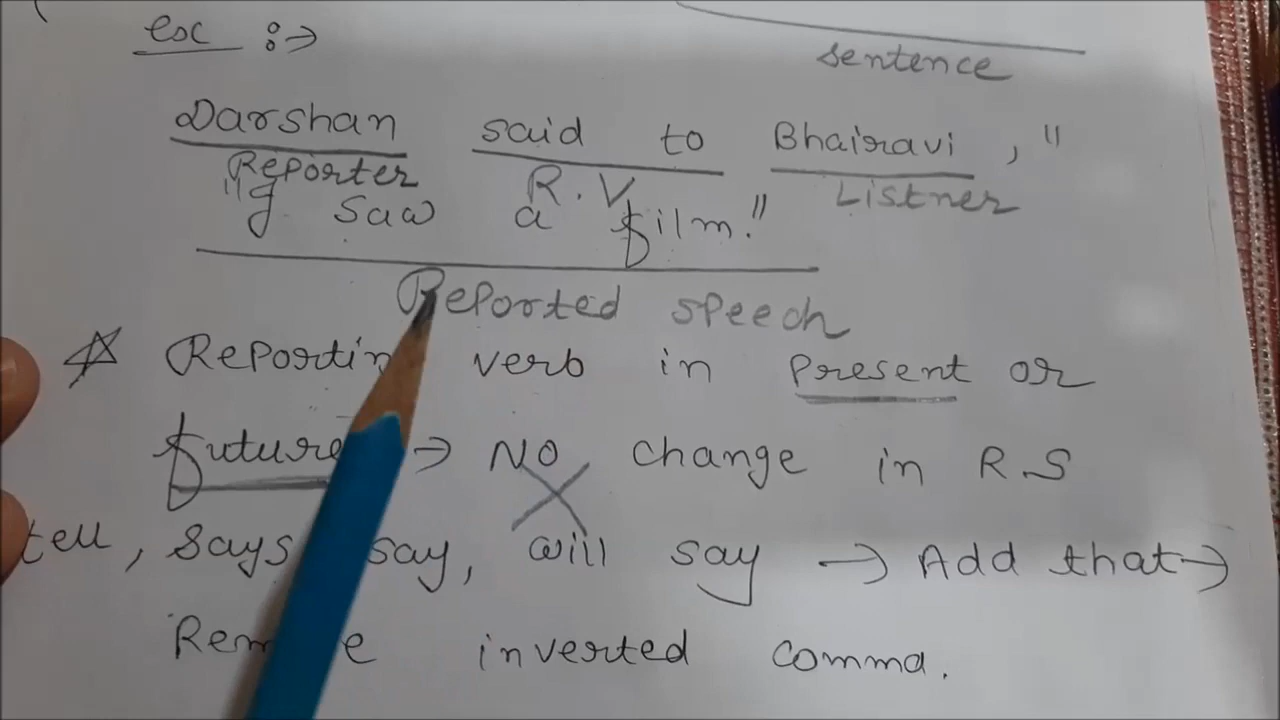 esc :→
sentence
Darshan said to Bhairavi , "
Reporter R.V Listner
"I saw a film."
Reported speech
☆ Reportin verb in Present or
future → NO change in R S
tell, says say, will say → Add that →
inverted comma.